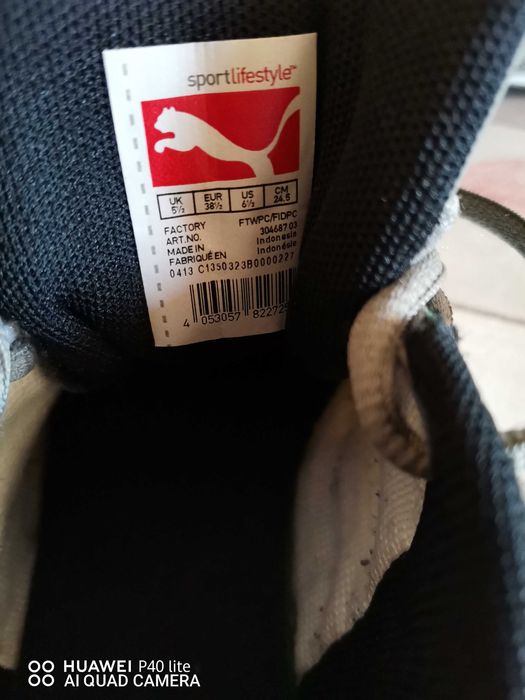 sportlifestyle™
UK EUR US CM
5½ 38½ 6½ 24.5
FACTORY FTWPC/FIDPC
ART.NO. 304687 03
MADE IN Indonesia
FABRIQUÉ EN Indonésie
0413 C1350323B0000227
4 053057 82272
HUAWEI P40 lite
AI QUAD CAMERA